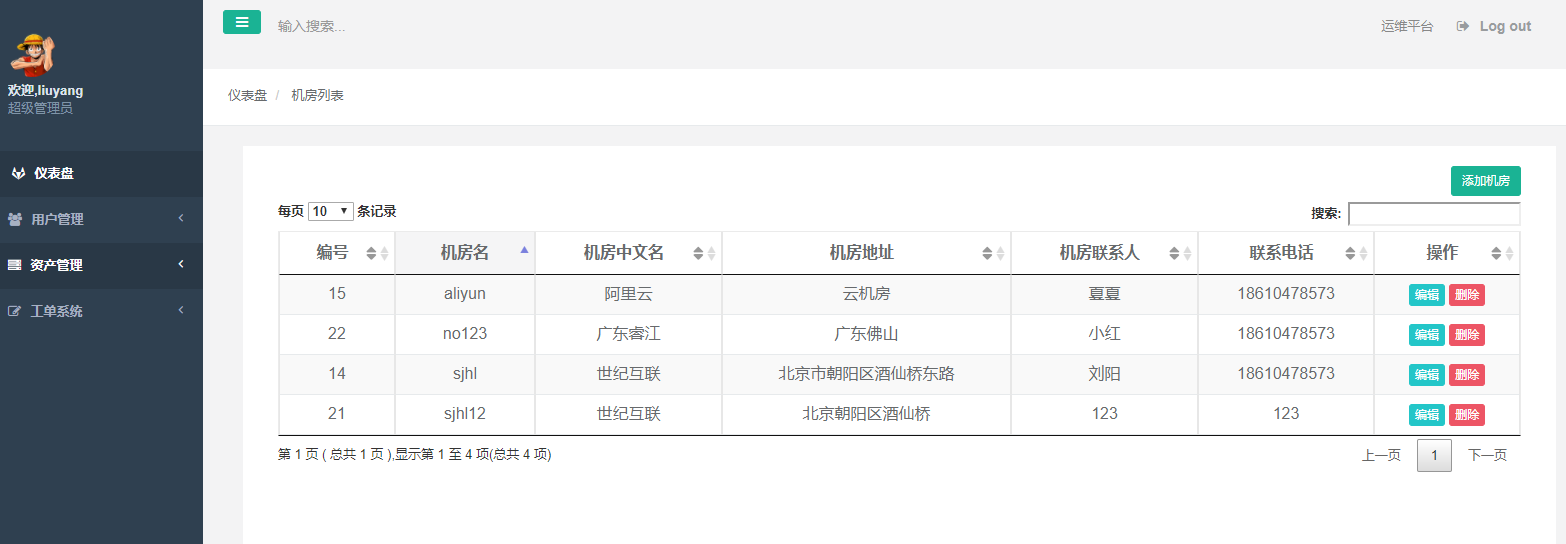 输入搜索...
运维平台 Log out
欢迎,liuyang
超级管理员
仪表盘 / 机房列表
仪表盘
用户管理
资产管理
工单系统
添加机房
每页 10 条记录 搜索:
编号 机房名 机房中文名 机房地址 机房联系人 联系电话 操作
15 aliyun 阿里云 云机房 夏夏 18610478573 编辑 删除
22 no123 广东睿江 广东佛山 小红 18610478573 编辑 删除
14 sjhl 世纪互联 北京市朝阳区酒仙桥东路 刘阳 18610478573 编辑 删除
21 sjhl12 世纪互联 北京朝阳区酒仙桥 123 123 编辑 删除
第 1 页 ( 总共 1 页 ),显示第 1 至 4 项(总共 4 项) 上一页 1 下一页